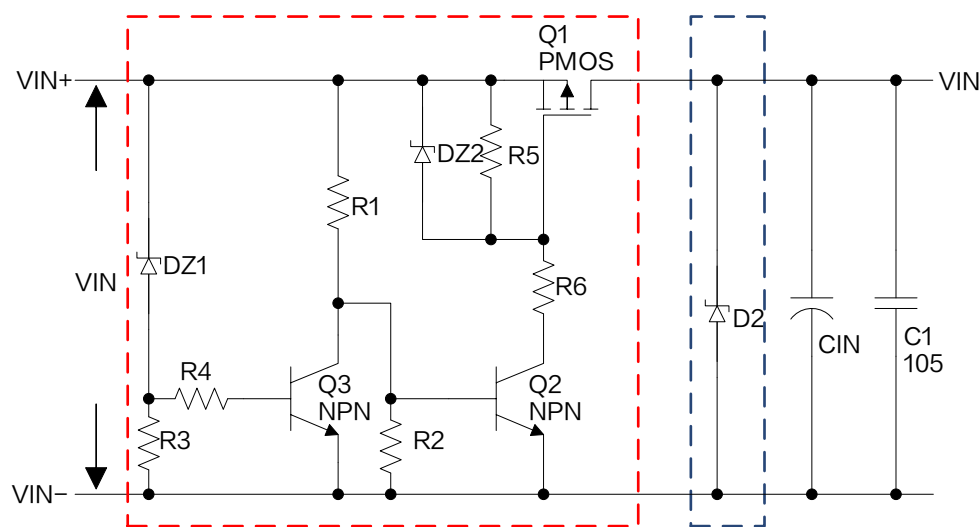 Q1
PMOS
VIN+
VIN
DZ2
R5
R1
DZ1
VIN
R6
D2
CIN
C1
105
R4
Q3
NPN
Q2
NPN
R3
R2
VIN−